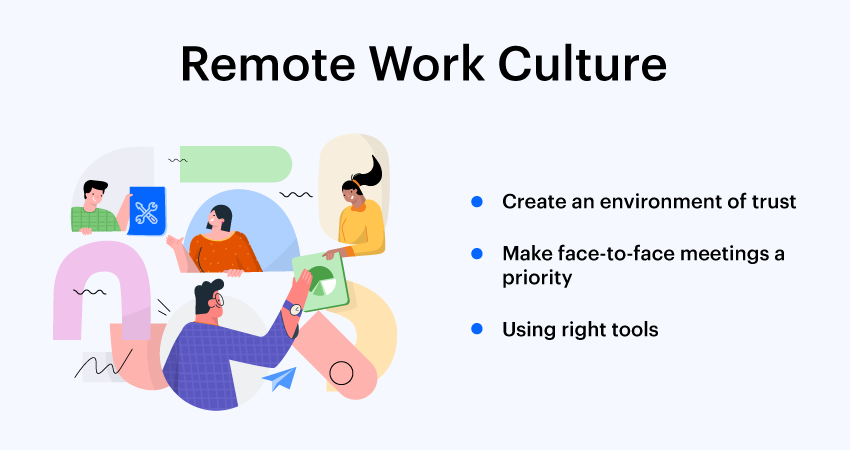 Remote Work Culture
Create an environment of trust
Make face-to-face meetings a
priority
Using right tools